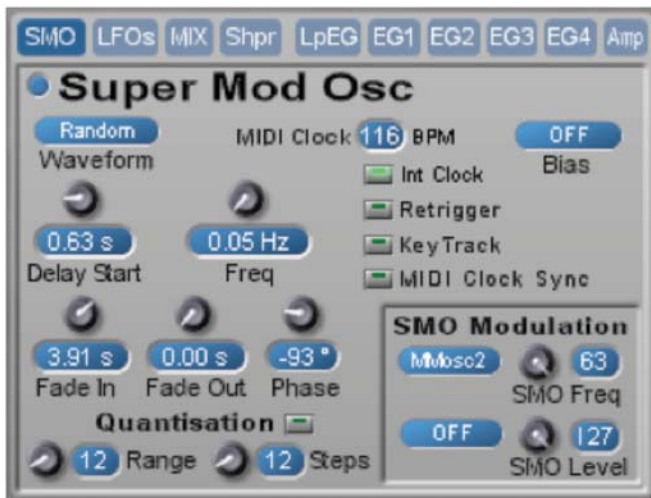 SMO LFOs MIX Shpr LpEG EG1 EG2 EG3 EG4 Amp
Super Mod Osc
Random MIDI Clock 116 BPM OFF
Waveform Bias
Int Clock
Retrigger
0.63 s 0.05 Hz KeyTrack
Delay Start Freq MIDI Clock Sync
SMO Modulation
3.91 s 0.00 s -93 ° MMosc2 63
Fade In Fade Out Phase SMO Freq
Quantisation
OFF 127
12 Range 12 Steps SMO Level